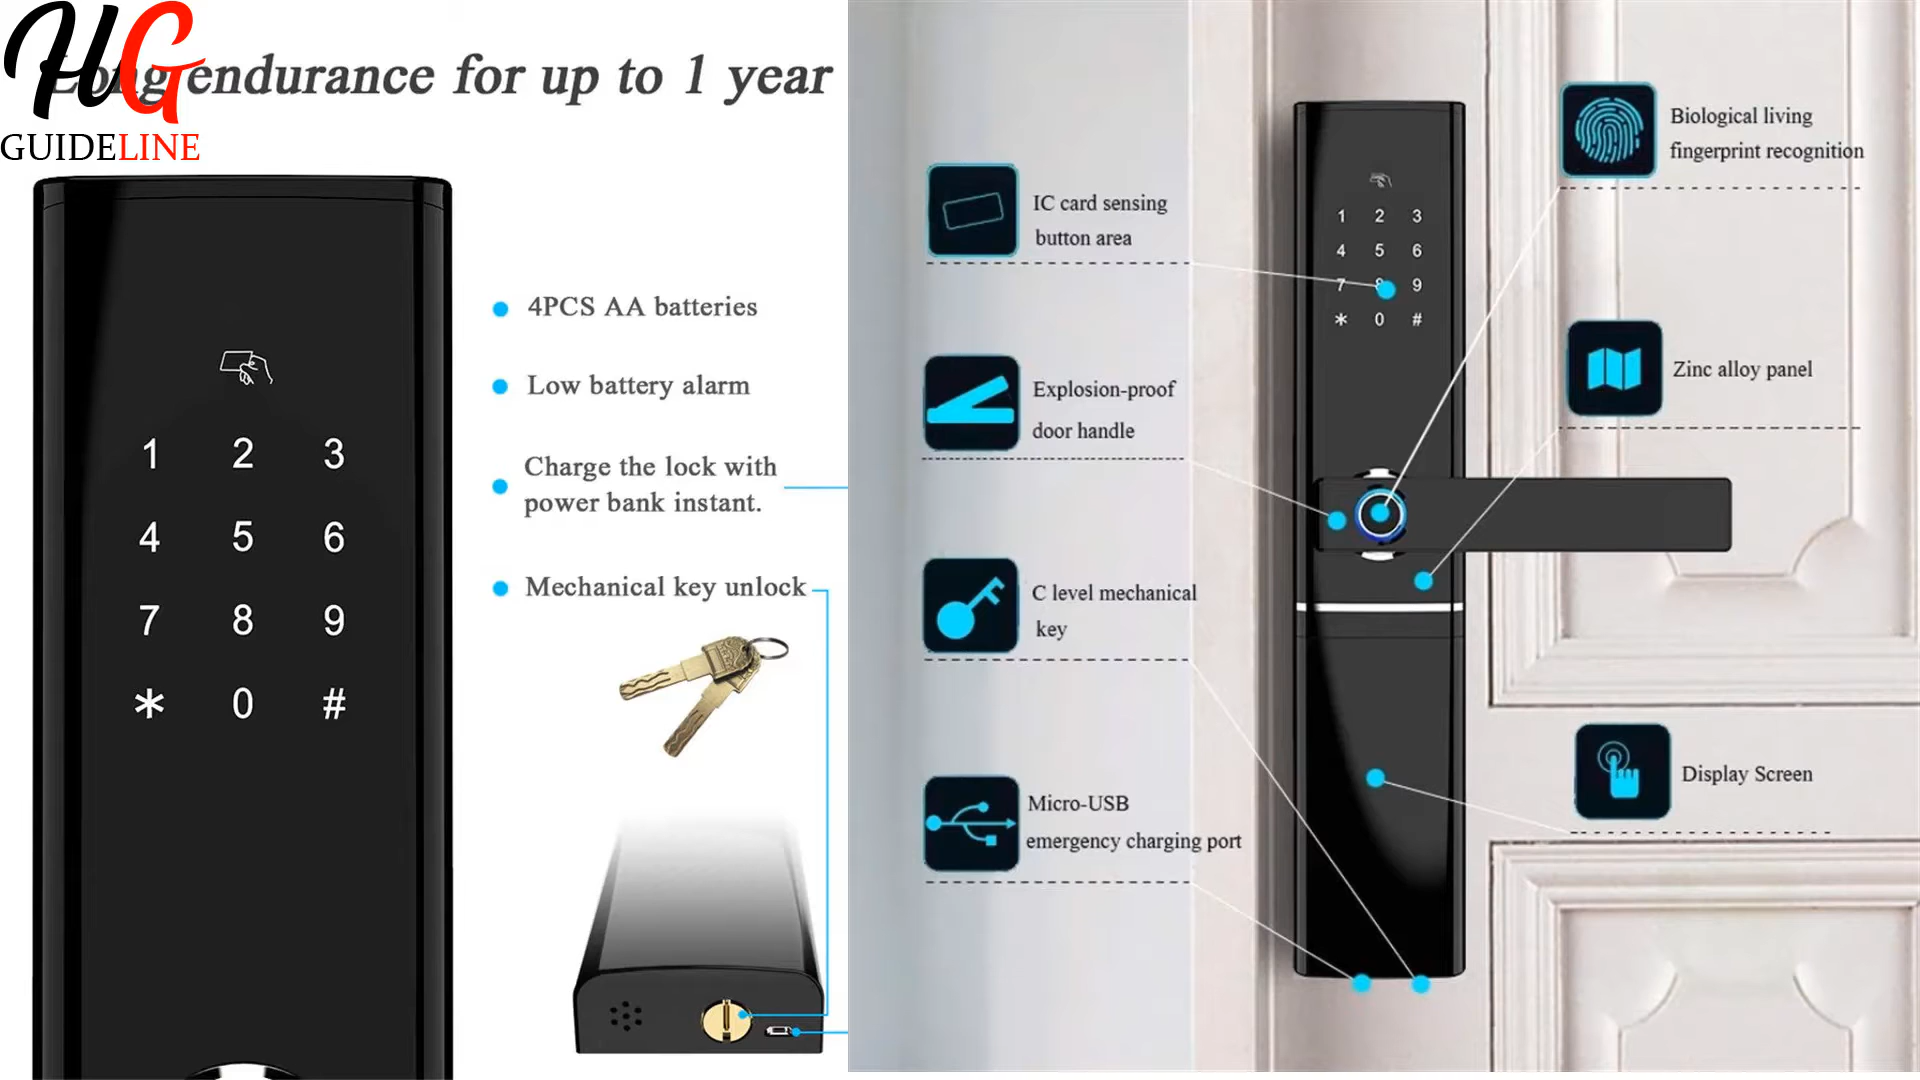 HG
GUIDELINE
Long endurance for up to 1 year
1 2 3
4 5 6
7 8 9
* 0 #
4PCS AA batteries
Low battery alarm
Charge the lock with
power bank instant.
Mechanical key unlock
IC card sensing
button area
Explosion-proof
door handle
C level mechanical
key
Micro-USB
emergency charging port
1 2 3
4 5 6
7 8 9
* 0 #
Biological living
fingerprint recognition
Zinc alloy panel
Display Screen